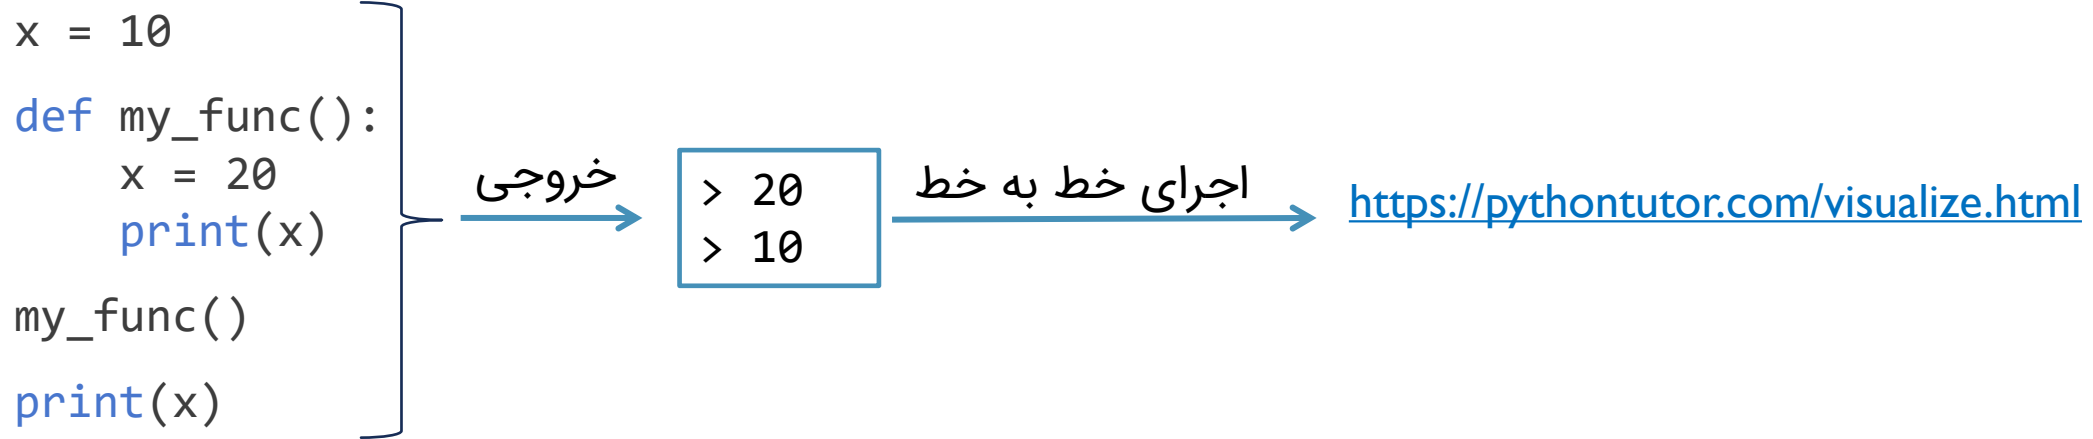 x = 10
def my_func():
    x = 20
    print(x)
my_func()
print(x)
خروجی
> 20
> 10
اجرای خط به خط
https://pythontutor.com/visualize.html